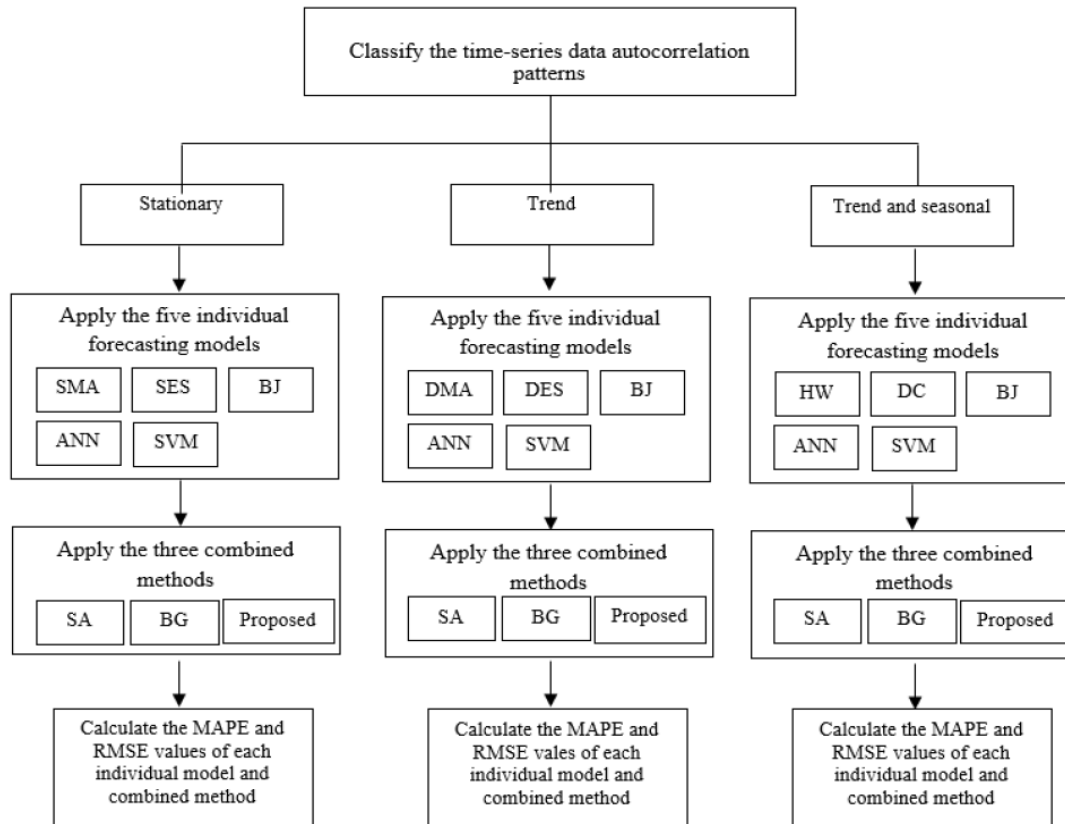 Classify the time-series data autocorrelation
patterns
Stationary
Trend
Trend and seasonal
Apply the five individual
forecasting models
SMA
SES
BJ
ANN
SVM
Apply the five individual
forecasting models
DMA
DES
BJ
ANN
SVM
Apply the five individual
forecasting models
HW
DC
BJ
ANN
SVM
Apply the three combined
methods
SA
BG
Proposed
Apply the three combined
methods
SA
BG
Proposed
Apply the three combined
methods
SA
BG
Proposed
Calculate the MAPE and
RMSE values of each
individual model and
combined method
Calculate the MAPE and
RMSE vales of each
individual model and
combined method
Calculate the MAPE and
RMSE values of each
individual model and
combined method